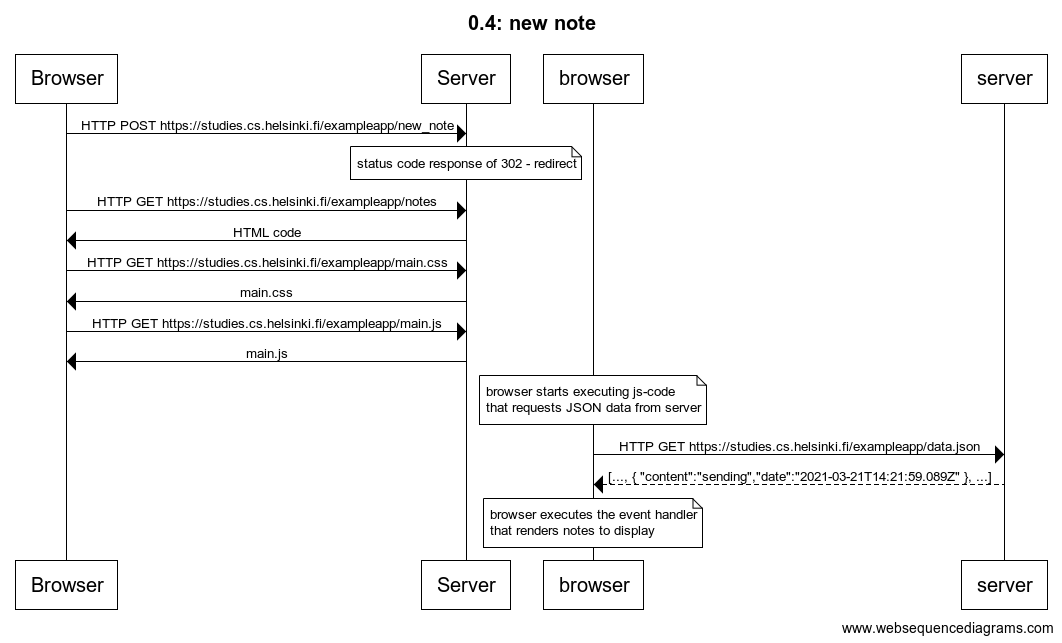 0.4: new note
Browser
Server
browser
server
HTTP POST https://studies.cs.helsinki.fi/exampleapp/new_note
status code response of 302 - redirect
HTTP GET https://studies.cs.helsinki.fi/exampleapp/notes
HTML code
HTTP GET https://studies.cs.helsinki.fi/exampleapp/main.css
main.css
HTTP GET https://studies.cs.helsinki.fi/exampleapp/main.js
main.js
browser starts executing js-code
that requests JSON data from server
HTTP GET https://studies.cs.helsinki.fi/exampleapp/data.json
[..., { "content":"sending","date":"2021-03-21T14:21:59.089Z" }, ...]
browser executes the event handler
that renders notes to display
Browser
Server
browser
server
www.websequencediagrams.com